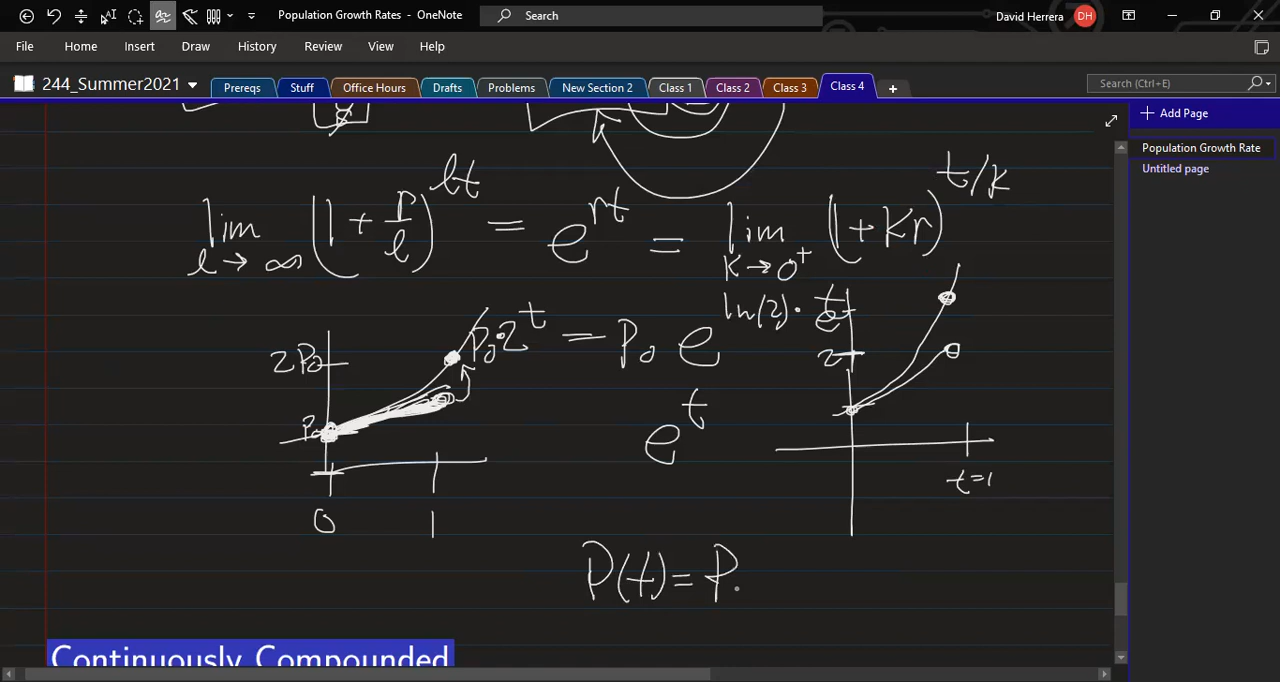 Population Growth Rates - OneNote
Search
David Herrera DH
File Home Insert Draw History Review View Help
244_Summer2021
Prereqs Stuff Office Hours Drafts Problems New Section 2 Class 1 Class 2 Class 3 Class 4
Search (Ctrl+E)
Add Page
Population Growth Rate
Untitled page
lim l→∞ (1 + r/l)^lt = e^rt = lim k→0+ (1 + kr)^t/k
2P₀
P₀·2^t = P₀ e^ln(2)·t
e
2
P₀
e^t
t=1
0 1
P(t) = P
Continuously Compounded